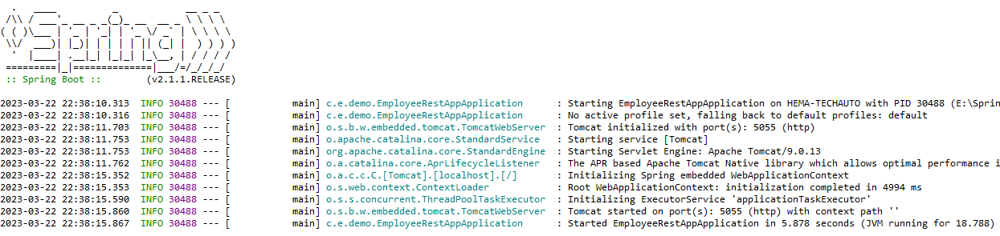 .   ____          _            __ _ _
 /\\ / ___'_ __ _ _(_)_ __  __ _ \ \ \ \
( ( )\___ | '_ | '_| | '_ \/ _` | \ \ \ \
 \\/  ___)| |_)| | | | | || (_| |  ) ) ) )
  '  |____| .__|_| |_|_| |_\__, | / / / /
 =========|_|==============|___/=/_/_/_/
 :: Spring Boot ::        (v2.1.1.RELEASE)

2023-03-22 22:38:10.313  INFO 30488 --- [           main] c.e.demo.EmployeeRestAppApplication      : Starting EmployeeRestAppApplication on HEMA-TECHAUTO with PID 30488 (E:\Sprin
2023-03-22 22:38:10.316  INFO 30488 --- [           main] c.e.demo.EmployeeRestAppApplication      : No active profile set, falling back to default profiles: default
2023-03-22 22:38:11.703  INFO 30488 --- [           main] o.s.b.w.embedded.tomcat.TomcatWebServer  : Tomcat initialized with port(s): 5055 (http)
2023-03-22 22:38:11.753  INFO 30488 --- [           main] o.apache.catalina.core.StandardService   : Starting service [Tomcat]
2023-03-22 22:38:11.753  INFO 30488 --- [           main] org.apache.catalina.core.StandardEngine  : Starting Servlet Engine: Apache Tomcat/9.0.13
2023-03-22 22:38:11.762  INFO 30488 --- [           main] o.a.catalina.core.AprLifecycleListener   : The APR based Apache Tomcat Native library which allows optimal performance i
2023-03-22 22:38:15.352  INFO 30488 --- [           main] o.a.c.c.C.[Tomcat].[localhost].[/]       : Initializing Spring embedded WebApplicationContext
2023-03-22 22:38:15.353  INFO 30488 --- [           main] o.s.web.context.ContextLoader            : Root WebApplicationContext: initialization completed in 4994 ms
2023-03-22 22:38:15.590  INFO 30488 --- [           main] o.s.s.concurrent.ThreadPoolTaskExecutor  : Initializing ExecutorService 'applicationTaskExecutor'
2023-03-22 22:38:15.860  INFO 30488 --- [           main] o.s.b.w.embedded.tomcat.TomcatWebServer  : Tomcat started on port(s): 5055 (http) with context path ''
2023-03-22 22:38:15.867  INFO 30488 --- [           main] c.e.demo.EmployeeRestAppApplication      : Started EmployeeRestAppApplication in 5.878 seconds (JVM running for 18.788)